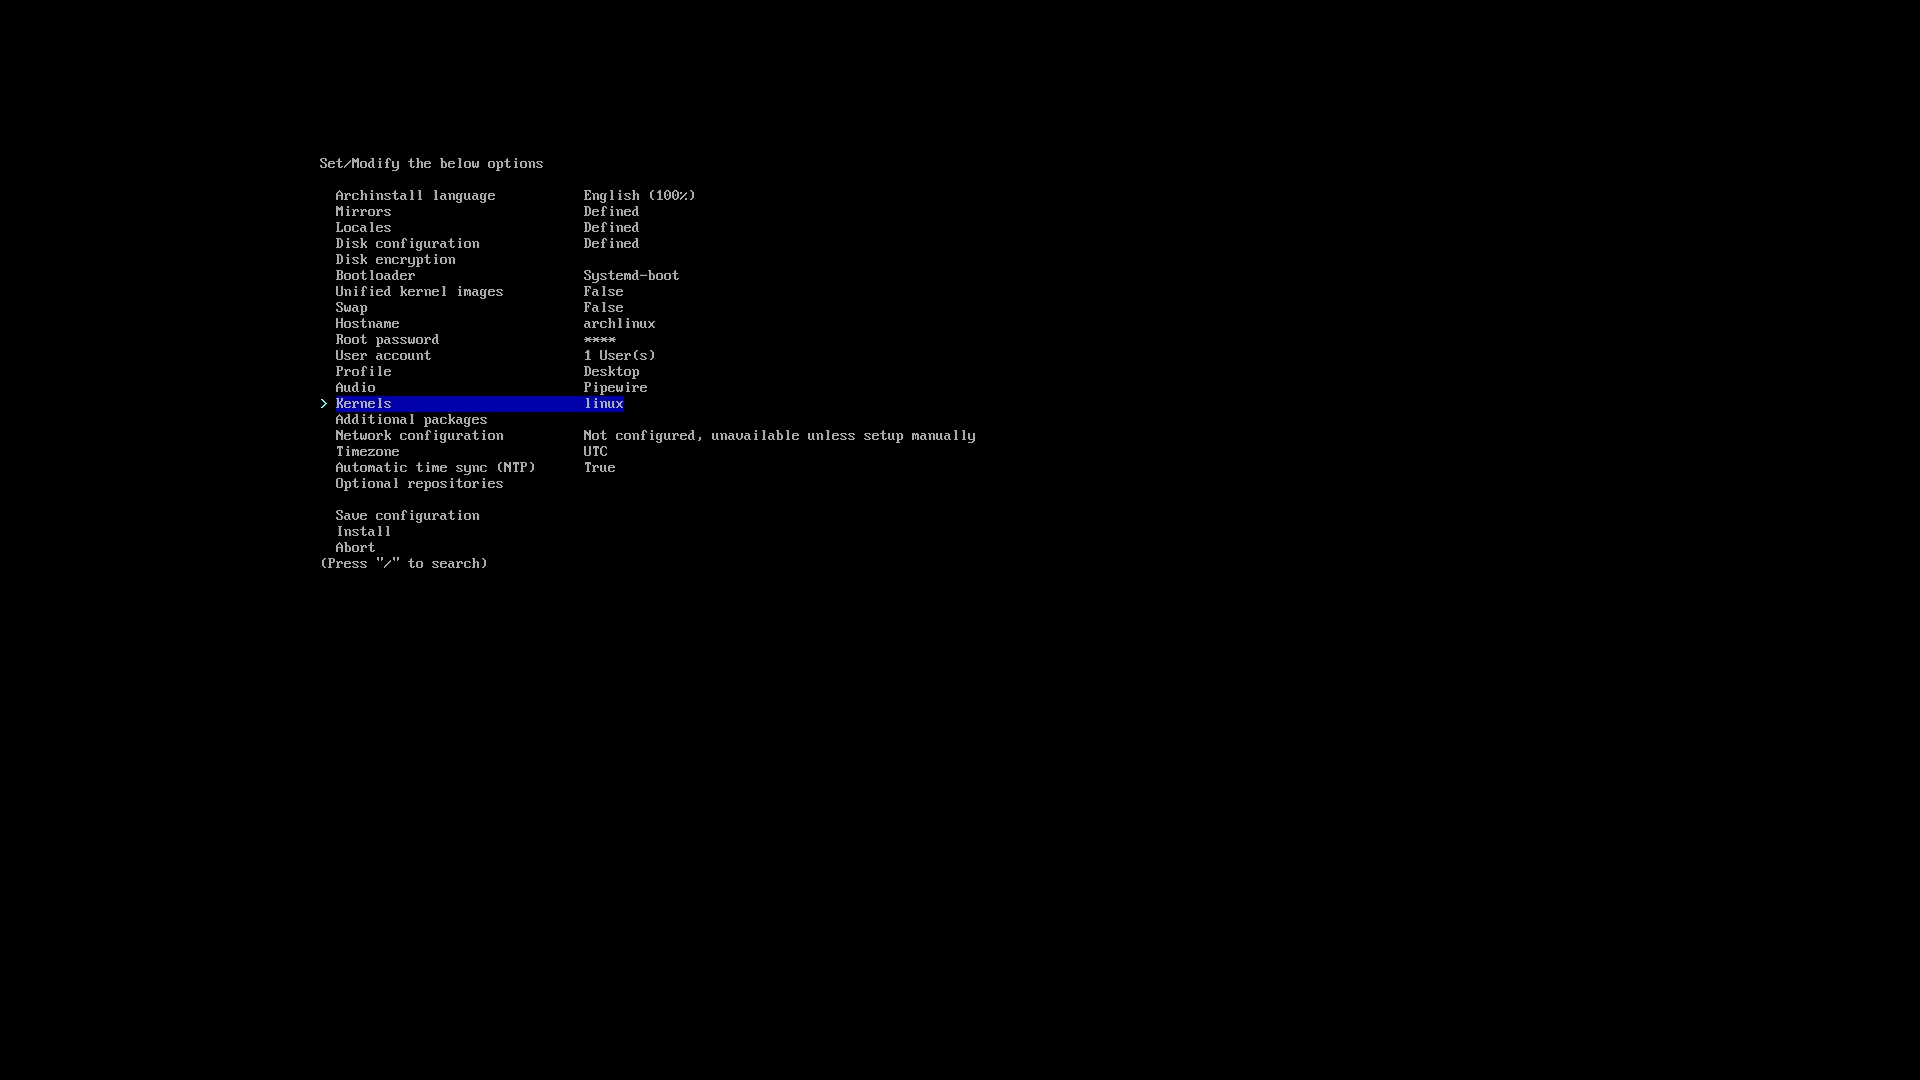 Set/Modify the below options
Archinstall language English (100%)
Mirrors Defined
Locales Defined
Disk configuration Defined
Disk encryption
Bootloader Systemd-boot
Unified kernel images False
Swap False
Hostname archlinux
Root password ****
User account 1 User(s)
Profile Desktop
Audio Pipewire
> Kernels linux
Additional packages
Network configuration Not configured, unavailable unless setup manually
Timezone UTC
Automatic time sync (NTP) True
Optional repositories
Save configuration
Install
Abort
(Press "/" to search)